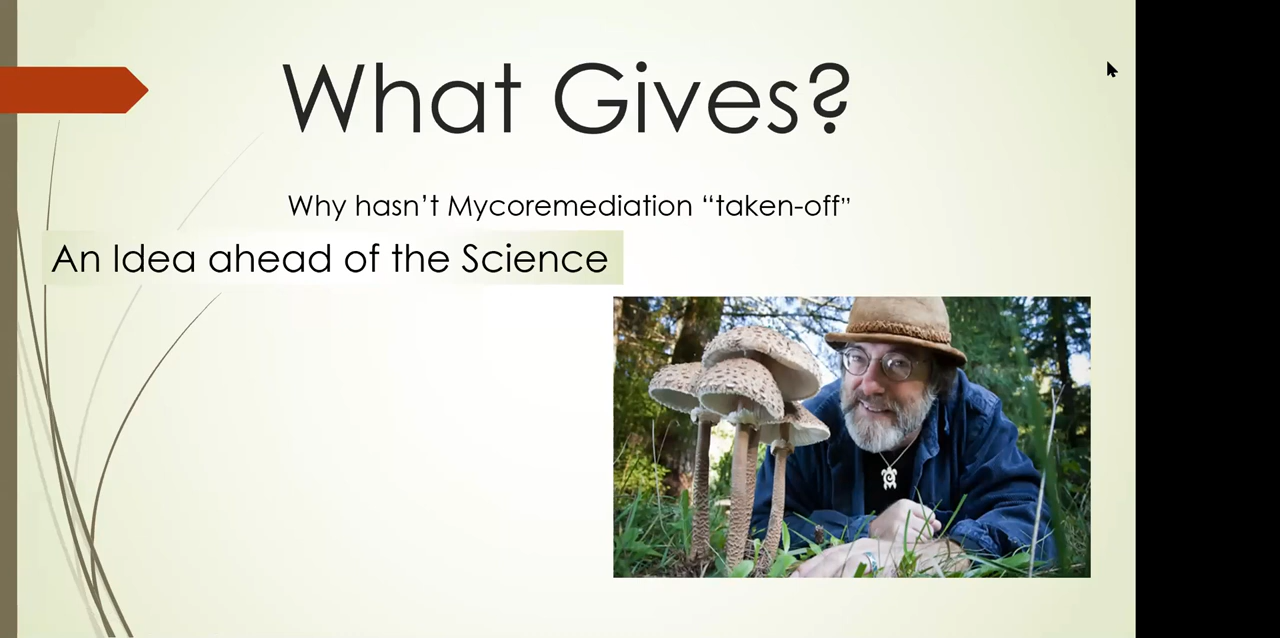 What Gives?
Why hasn’t Mycoremediation “taken-off”
An Idea ahead of the Science